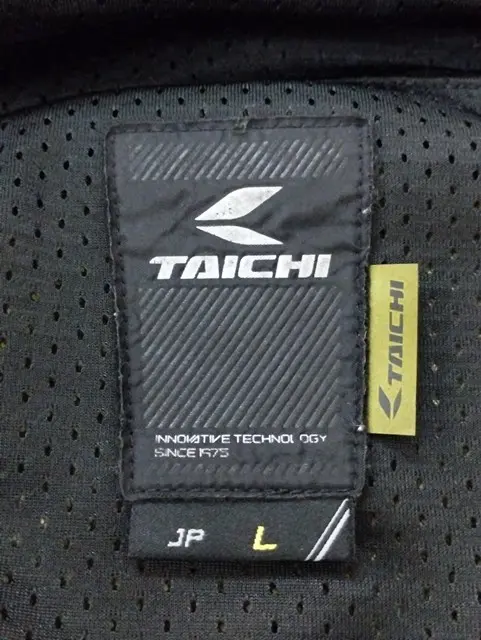 TAICHI
TAICHI
INNOVATIVE TECHNOLOGY
SINCE 1975
JP L